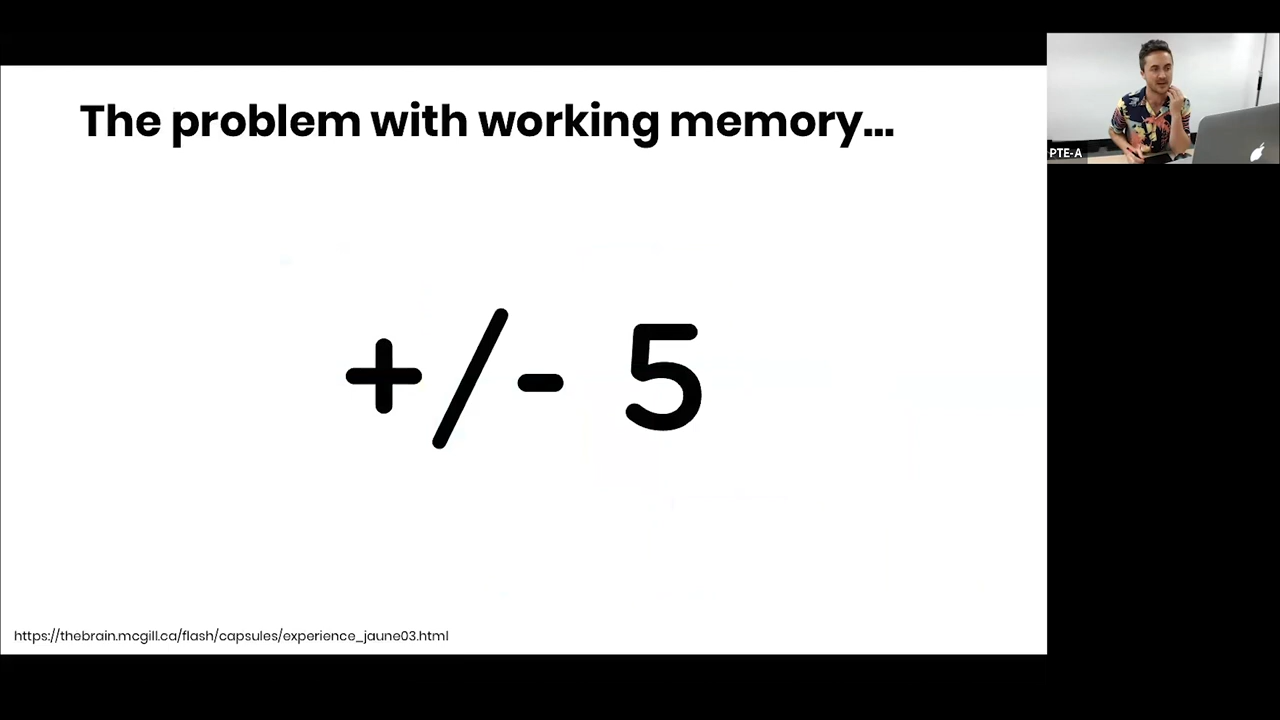 The problem with working memory...
PTE-A
+/- 5
https://thebrain.mcgill.ca/flash/capsules/experience_jaune03.html